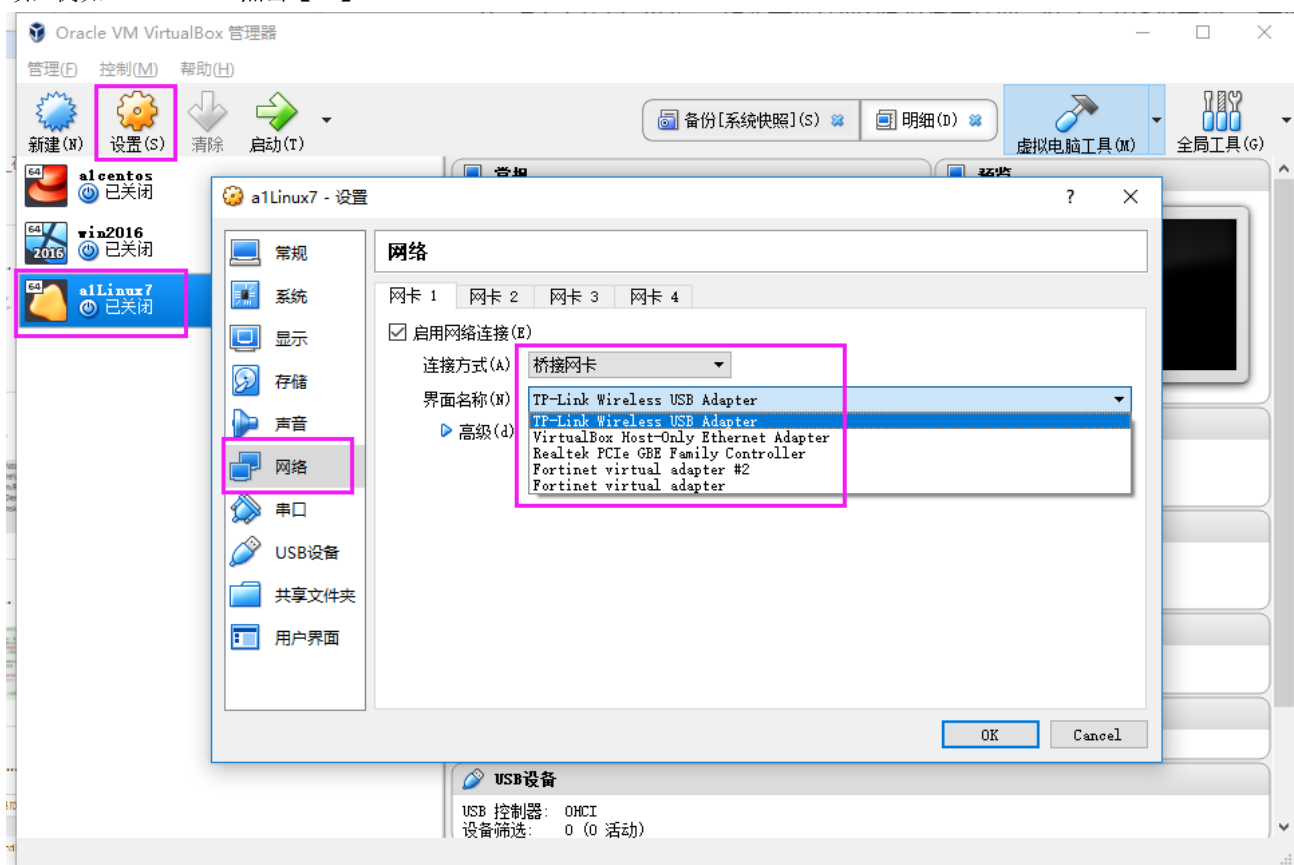 Oracle VM VirtualBox 管理器
管理(F) 控制(M) 帮助(H)
新建(N) 设置(S) 清除 启动(T) 备份[系统快照](S) 明细(D) 虚拟电脑工具(M) 全局工具(G)
64 a1centos
已关闭
64 2016 win2016
已关闭
64 a1Linux7
已关闭
常规 预览
a1Linux7 - 设置 ?
常规
系统
显示
存储
声音
网络
串口
USB设备
共享文件夹
用户界面
网络
网卡 1 网卡 2 网卡 3 网卡 4
启用网络连接(E)
连接方式(A) 桥接网卡
界面名称(N) TP-Link Wireless USB Adapter
高级(d)
TP-Link Wireless USB Adapter
VirtualBox Host-Only Ethernet Adapter
Realtek PCIe GBE Family Controller
Fortinet virtual adapter #2
Fortinet virtual adapter
OK Cancel
USB设备
USB 控制器: OHCI
设备筛选: 0 (0 活动)